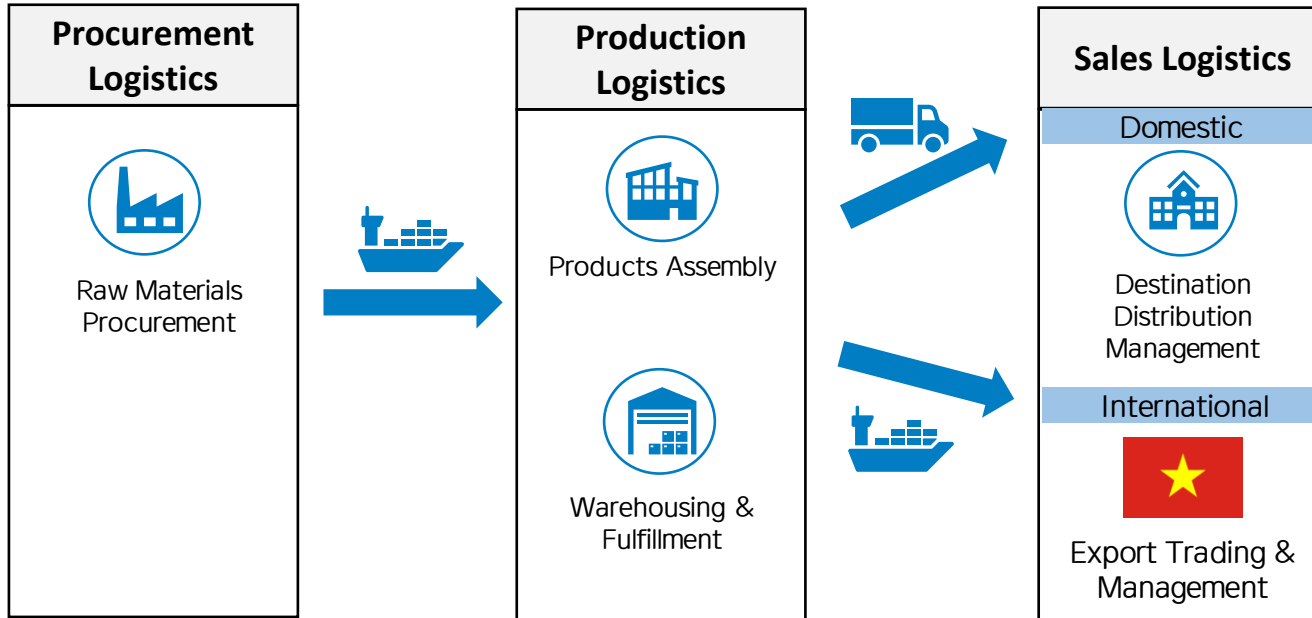 Procurement
Logistics
Raw Materials
Procurement
Production
Logistics
Products Assembly
Warehousing &
Fulfillment
Sales Logistics
Domestic
Destination
Distribution
Management
International
Export Trading &
Management